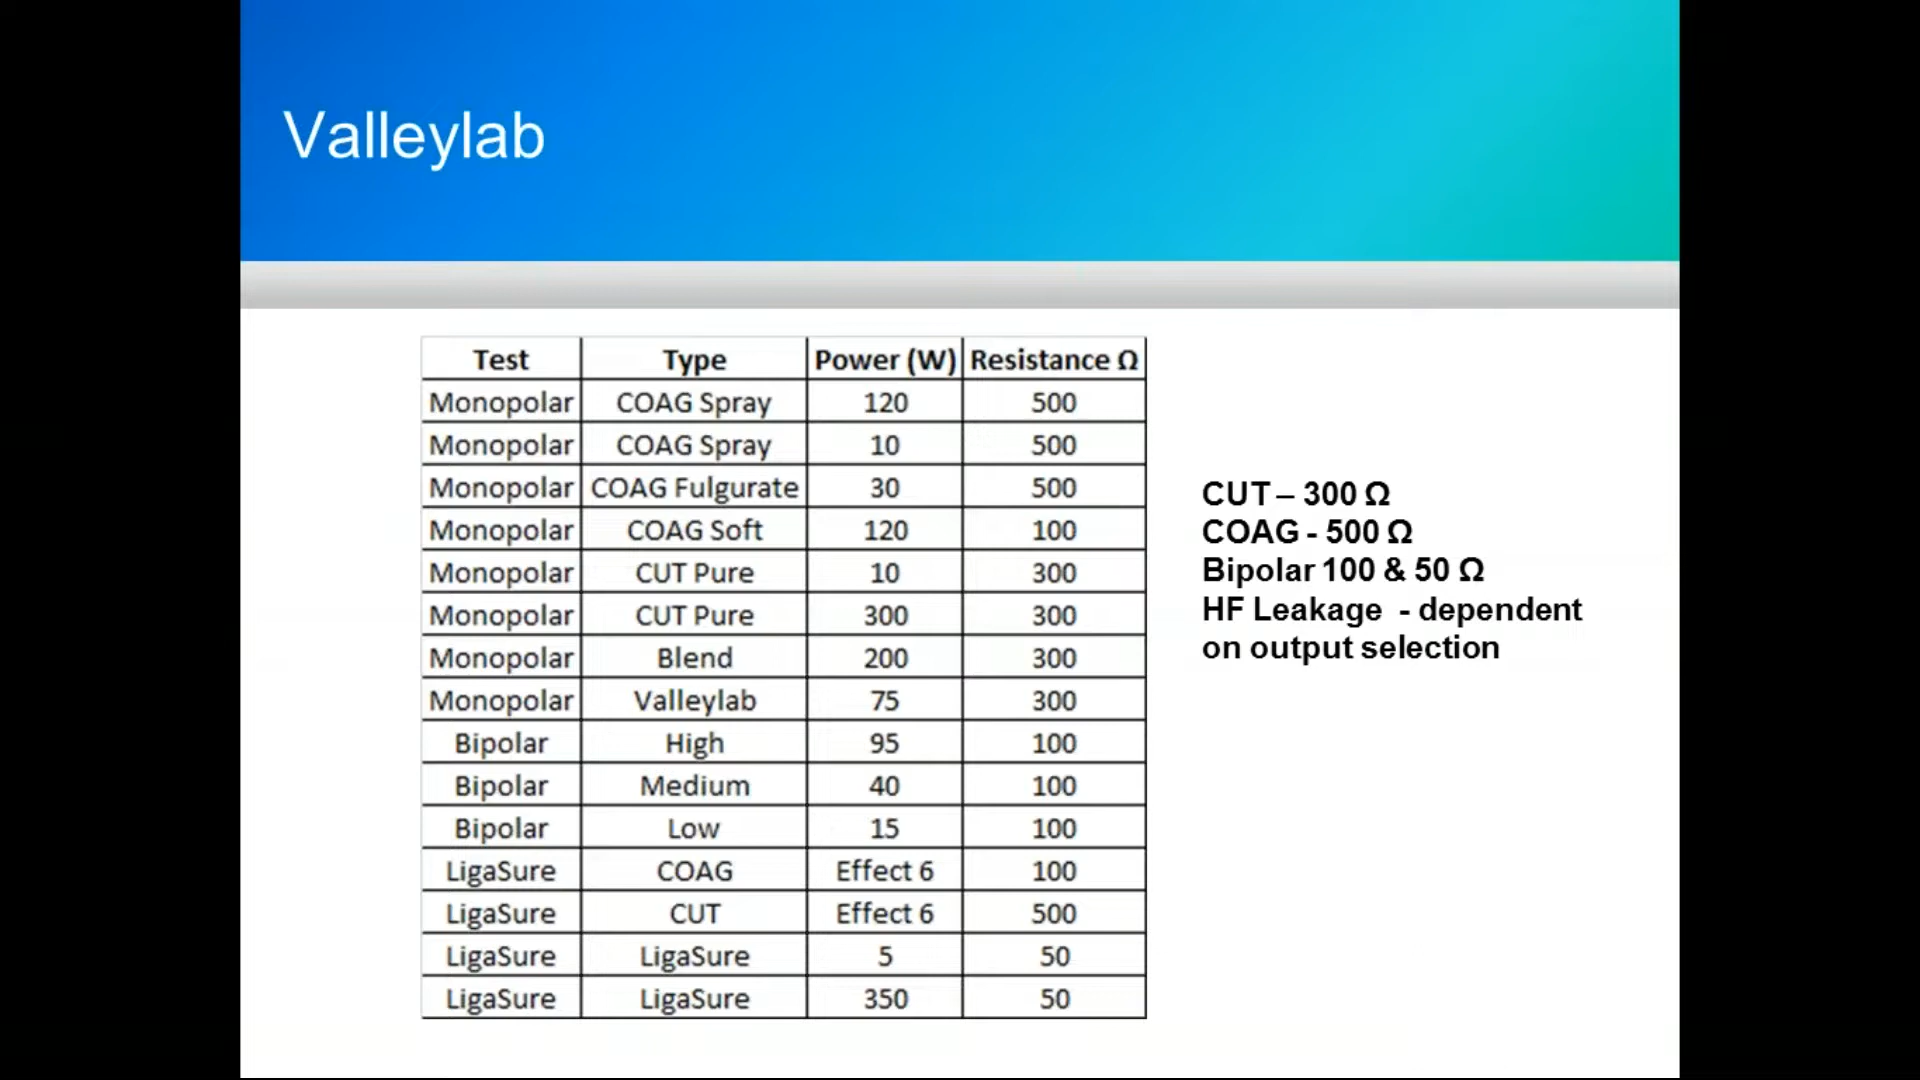 Valleylab
Test Type Power (W) Resistance Ω
Monopolar COAG Spray 120 500
Monopolar COAG Spray 10 500
Monopolar COAG Fulgurate 30 500
Monopolar COAG Soft 120 100
Monopolar CUT Pure 10 300
Monopolar CUT Pure 300 300
Monopolar Blend 200 300
Monopolar Valleylab 75 300
Bipolar High 95 100
Bipolar Medium 40 100
Bipolar Low 15 100
LigaSure COAG Effect 6 100
LigaSure CUT Effect 6 500
LigaSure LigaSure 5 50
LigaSure LigaSure 350 50
CUT – 300 Ω
COAG - 500 Ω
Bipolar 100 & 50 Ω
HF Leakage - dependent
on output selection